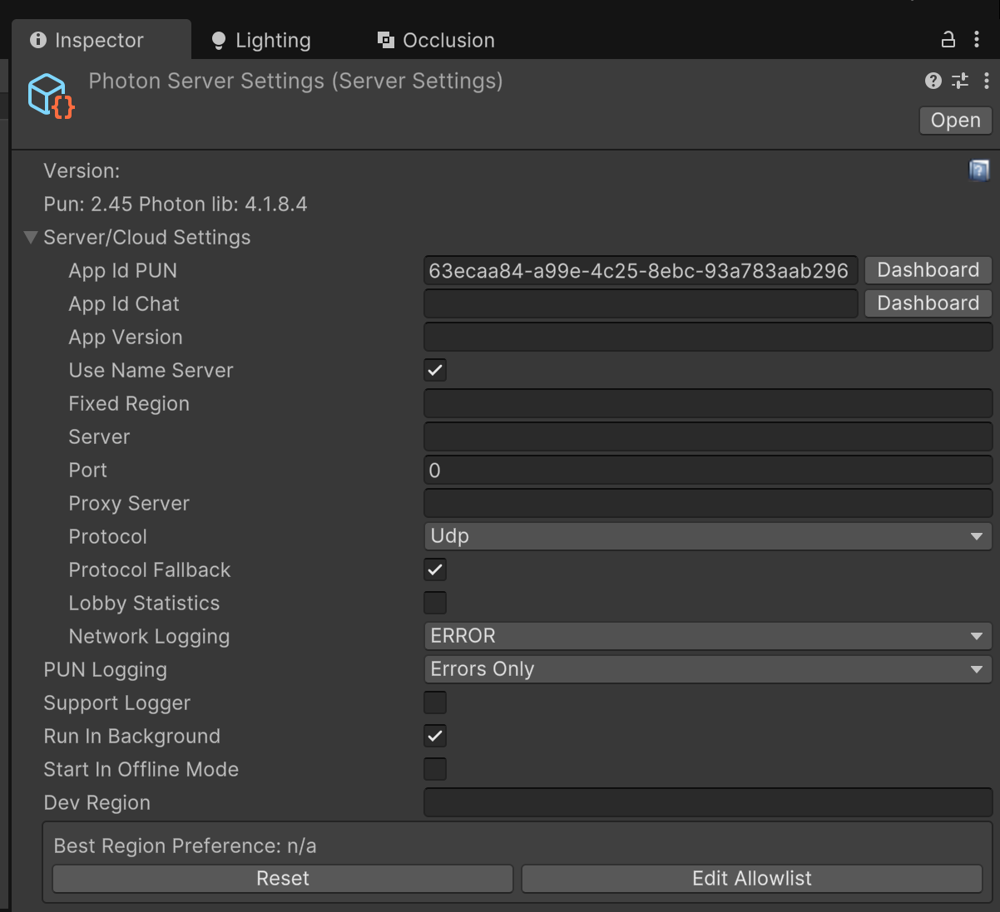 Inspector
Lighting
Occlusion
Photon Server Settings (Server Settings)
Open
Version:
Pun: 2.45 Photon lib: 4.1.8.4
Server/Cloud Settings
App Id PUN 63ecaa84-a99e-4c25-8ebc-93a783aab296 Dashboard
App Id Chat Dashboard
App Version
Use Name Server
Fixed Region
Server
Port 0
Proxy Server
Protocol Udp
Protocol Fallback
Lobby Statistics
Network Logging ERROR
PUN Logging Errors Only
Support Logger
Run In Background
Start In Offline Mode
Dev Region
Best Region Preference: n/a
Reset Edit Allowlist